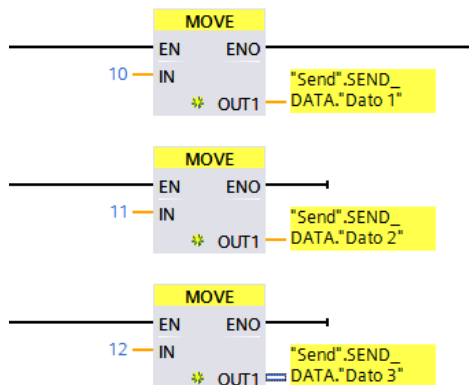 MOVE
EN ENO
10 IN
"Send".SEND_
OUT1 DATA."Dato 1"
MOVE
EN ENO
11 IN
"Send".SEND_
OUT1 DATA."Dato 2"
MOVE
EN ENO
12 IN
"Send".SEND_
OUT1 DATA."Dato 3"